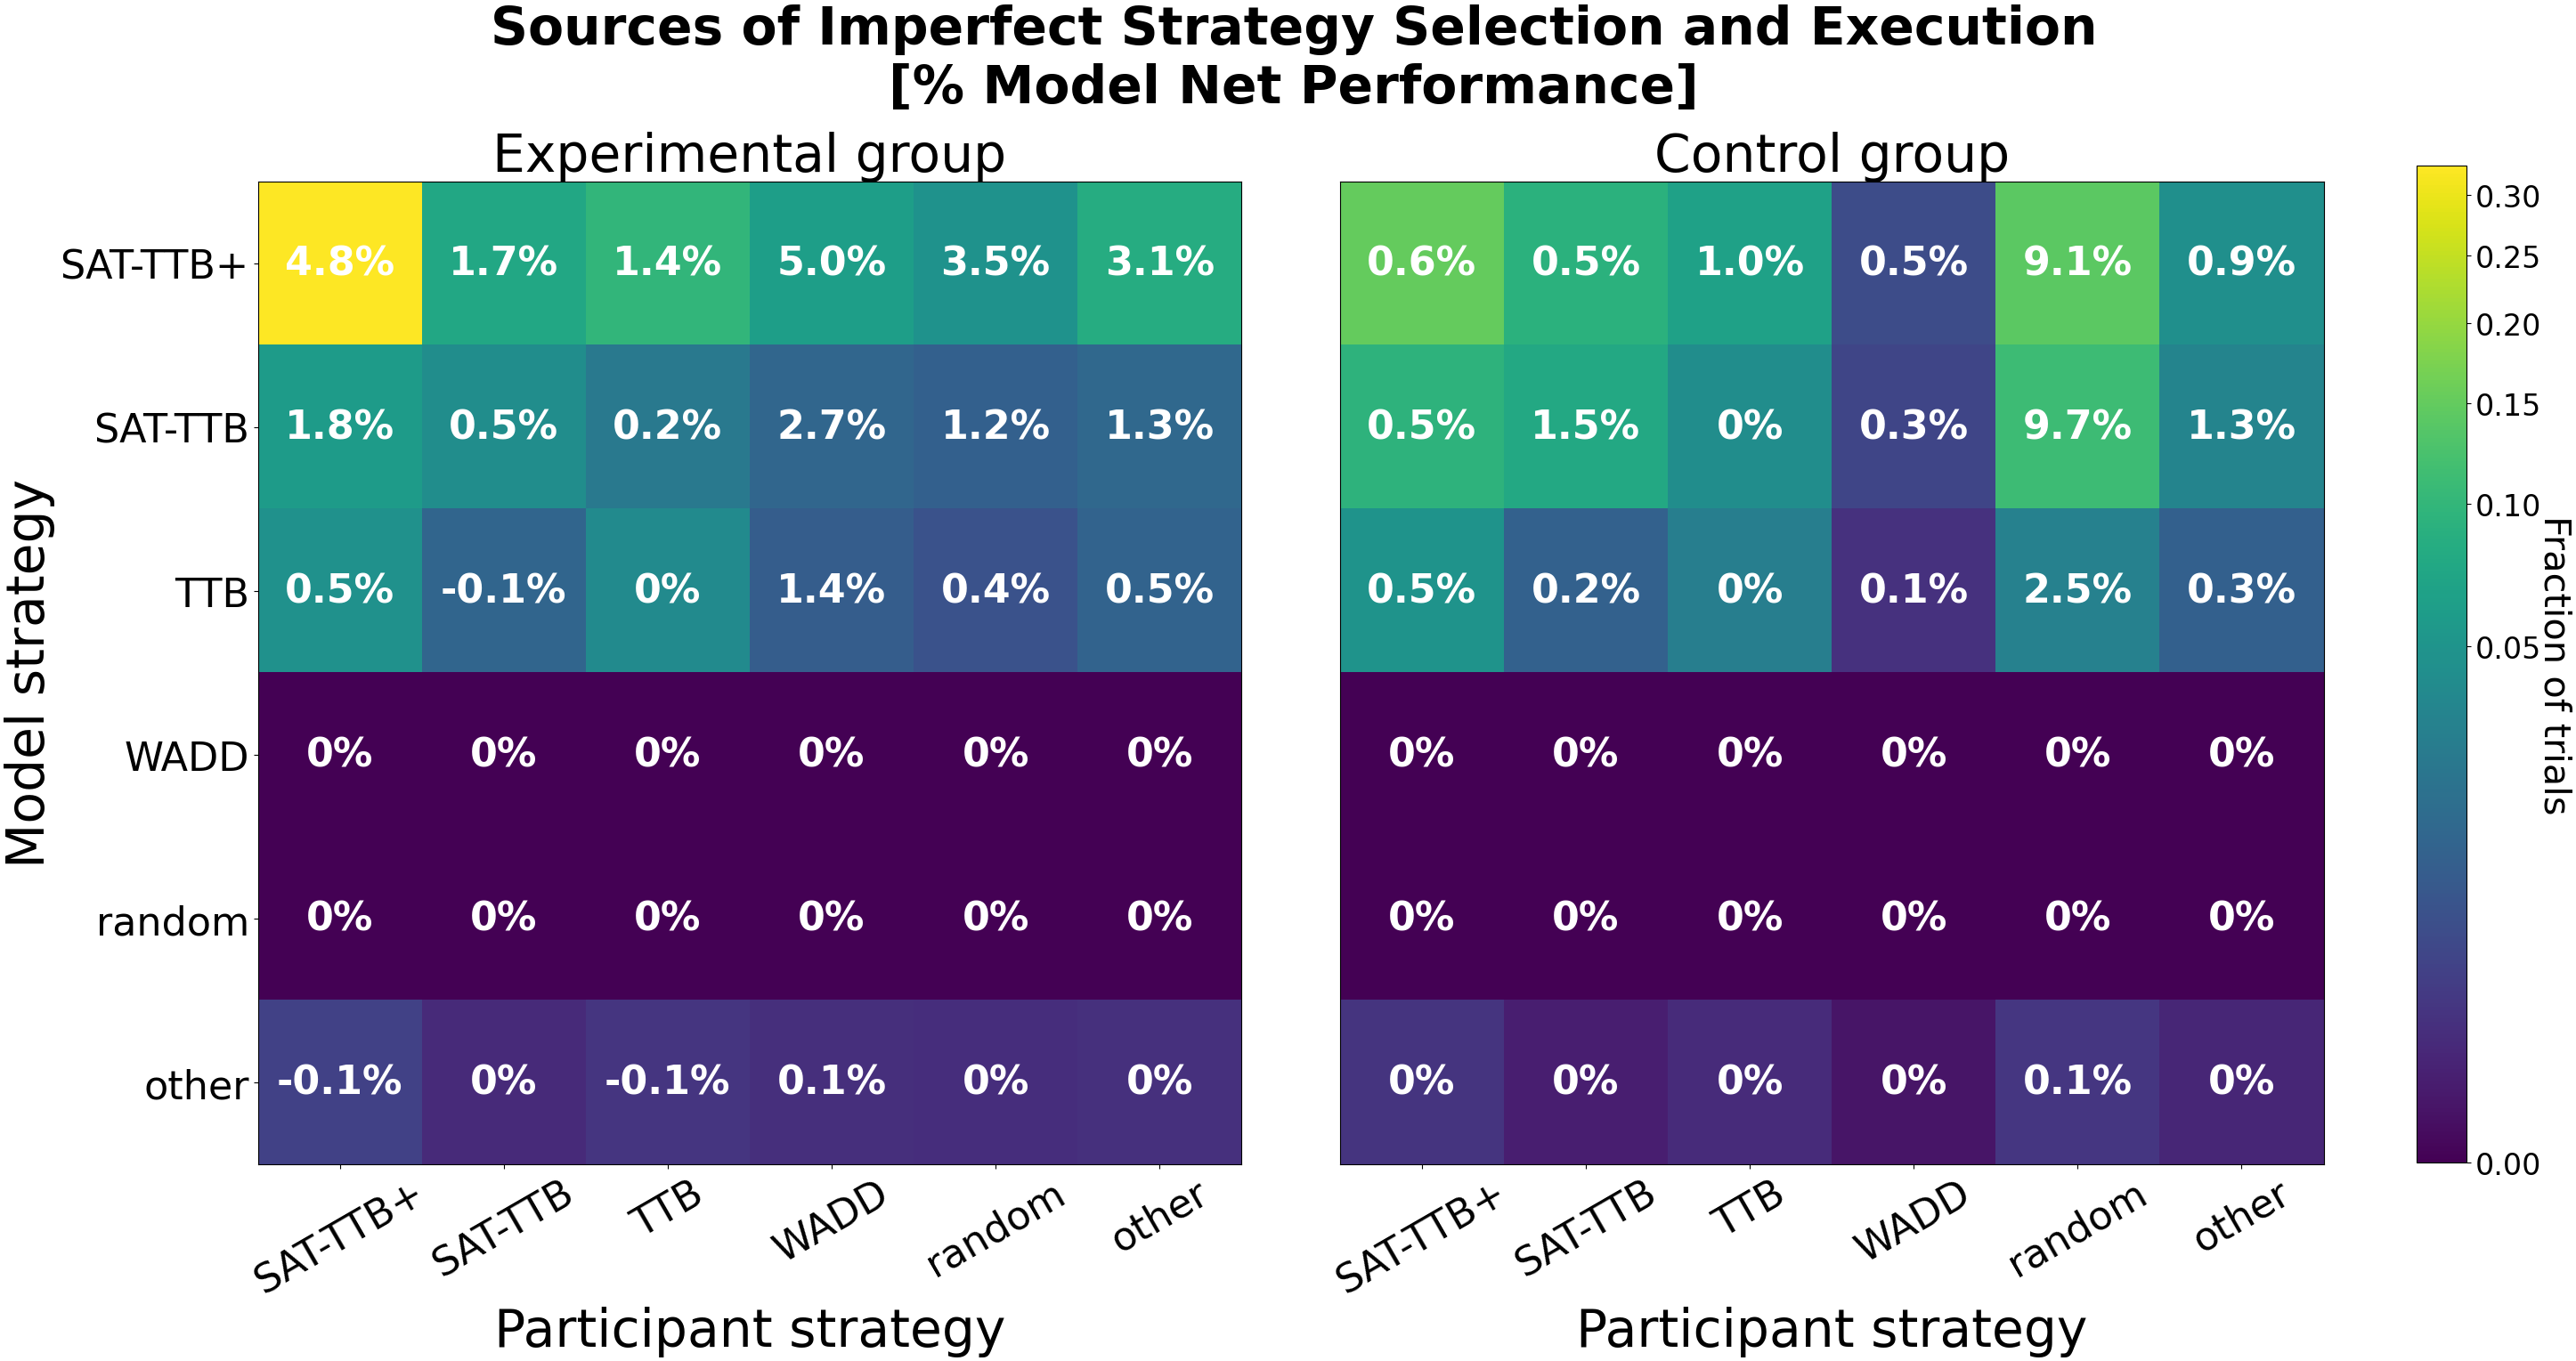 Sources of Imperfect Strategy Selection and Execution
[% Model Net Performance]
Experimental group
Control group
Model strategy
SAT-TTB+ 4.8% 1.7% 1.4% 5.0% 3.5% 3.1% 0.6% 0.5% 1.0% 0.5% 9.1% 0.9%
SAT-TTB 1.8% 0.5% 0.2% 2.7% 1.2% 1.3% 0.5% 1.5% 0% 0.3% 9.7% 1.3%
TTB 0.5% -0.1% 0% 1.4% 0.4% 0.5% 0.5% 0.2% 0% 0.1% 2.5% 0.3%
WADD 0% 0% 0% 0% 0% 0% 0% 0% 0% 0% 0% 0%
random 0% 0% 0% 0% 0% 0% 0% 0% 0% 0% 0% 0%
other -0.1% 0% -0.1% 0.1% 0% 0% 0% 0% 0% 0% 0.1% 0%
SAT-TTB+ SAT-TTB TTB WADD random other
SAT-TTB+ SAT-TTB TTB WADD random other
Participant strategy
Participant strategy
0.30
0.25
0.20
0.15
0.10
0.05
0.00
Fraction of trials